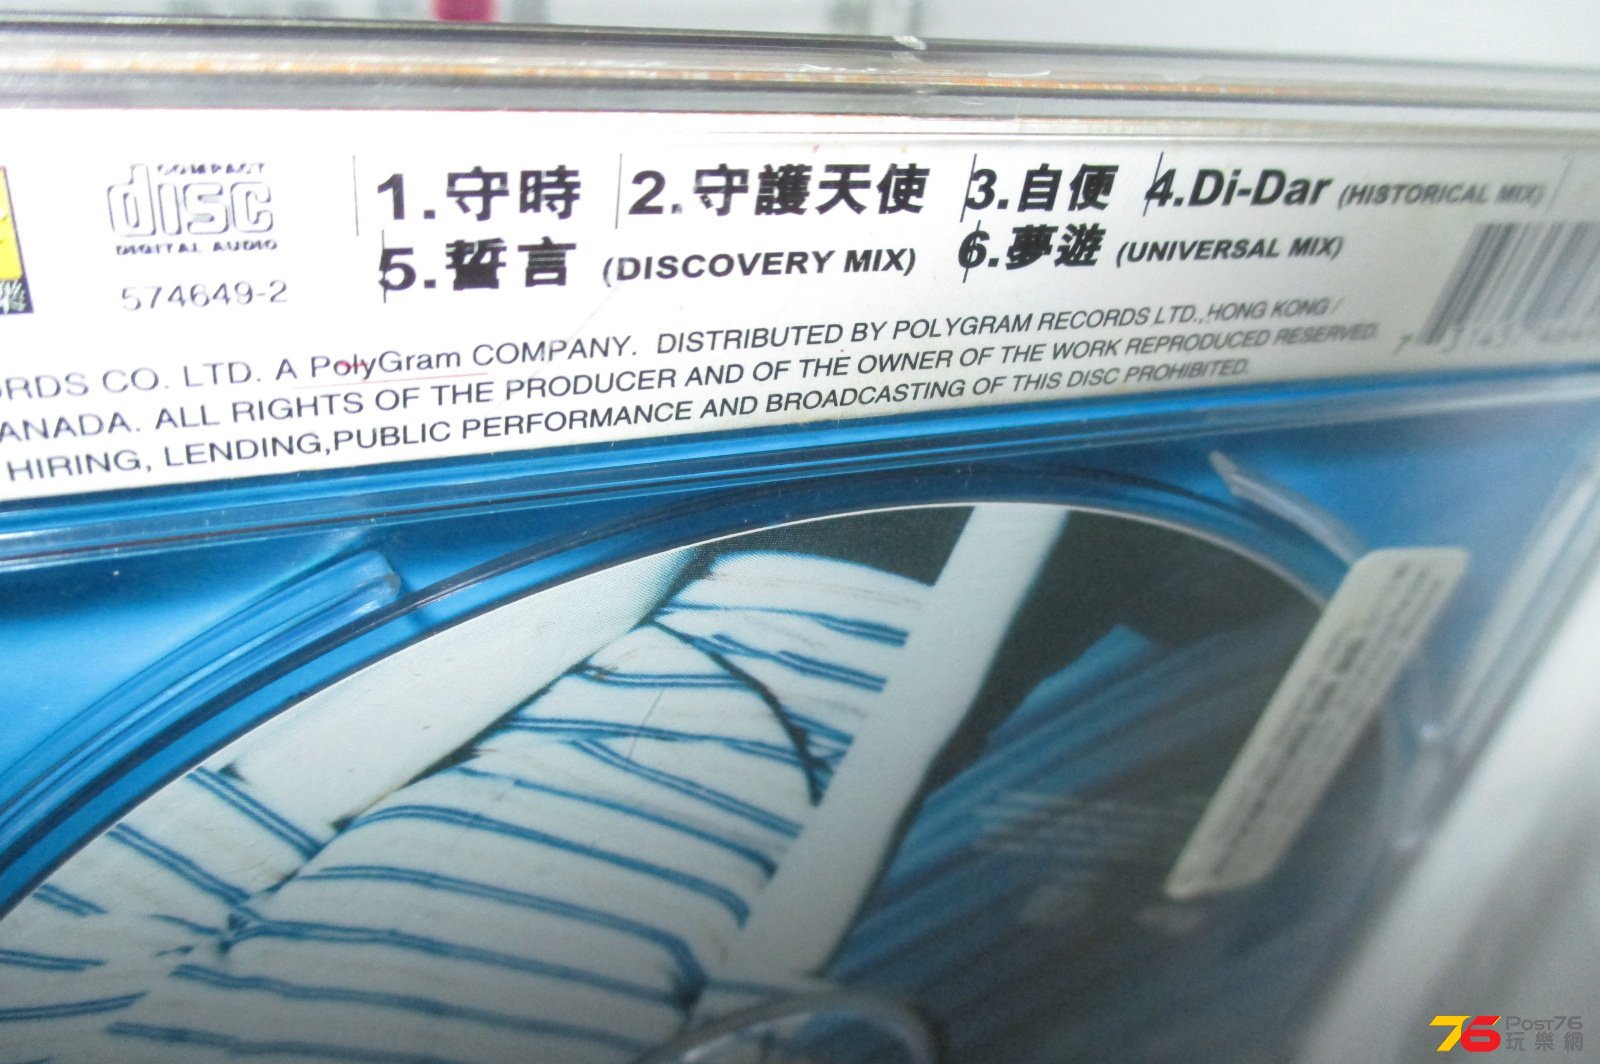 COMPACT
disc
DIGITAL AUDIO
574649-2
1.守時 2.守護天使 3.自便 4.Di-Dar (HISTORICAL MIX)
5.誓言 (DISCOVERY MIX) 6.夢遊 (UNIVERSAL MIX)
RDS CO. LTD. A PolyGram COMPANY. DISTRIBUTED BY POLYGRAM RECORDS LTD.,HONG KONG/
ANADA. ALL RIGHTS OF THE PRODUCER AND OF THE OWNER OF THE WORK REPRODUCED RESERVED.
HIRING, LENDING,PUBLIC PERFORMANCE AND BROADCASTING OF THIS DISC PROHIBITED.
76 Post76
玩樂網